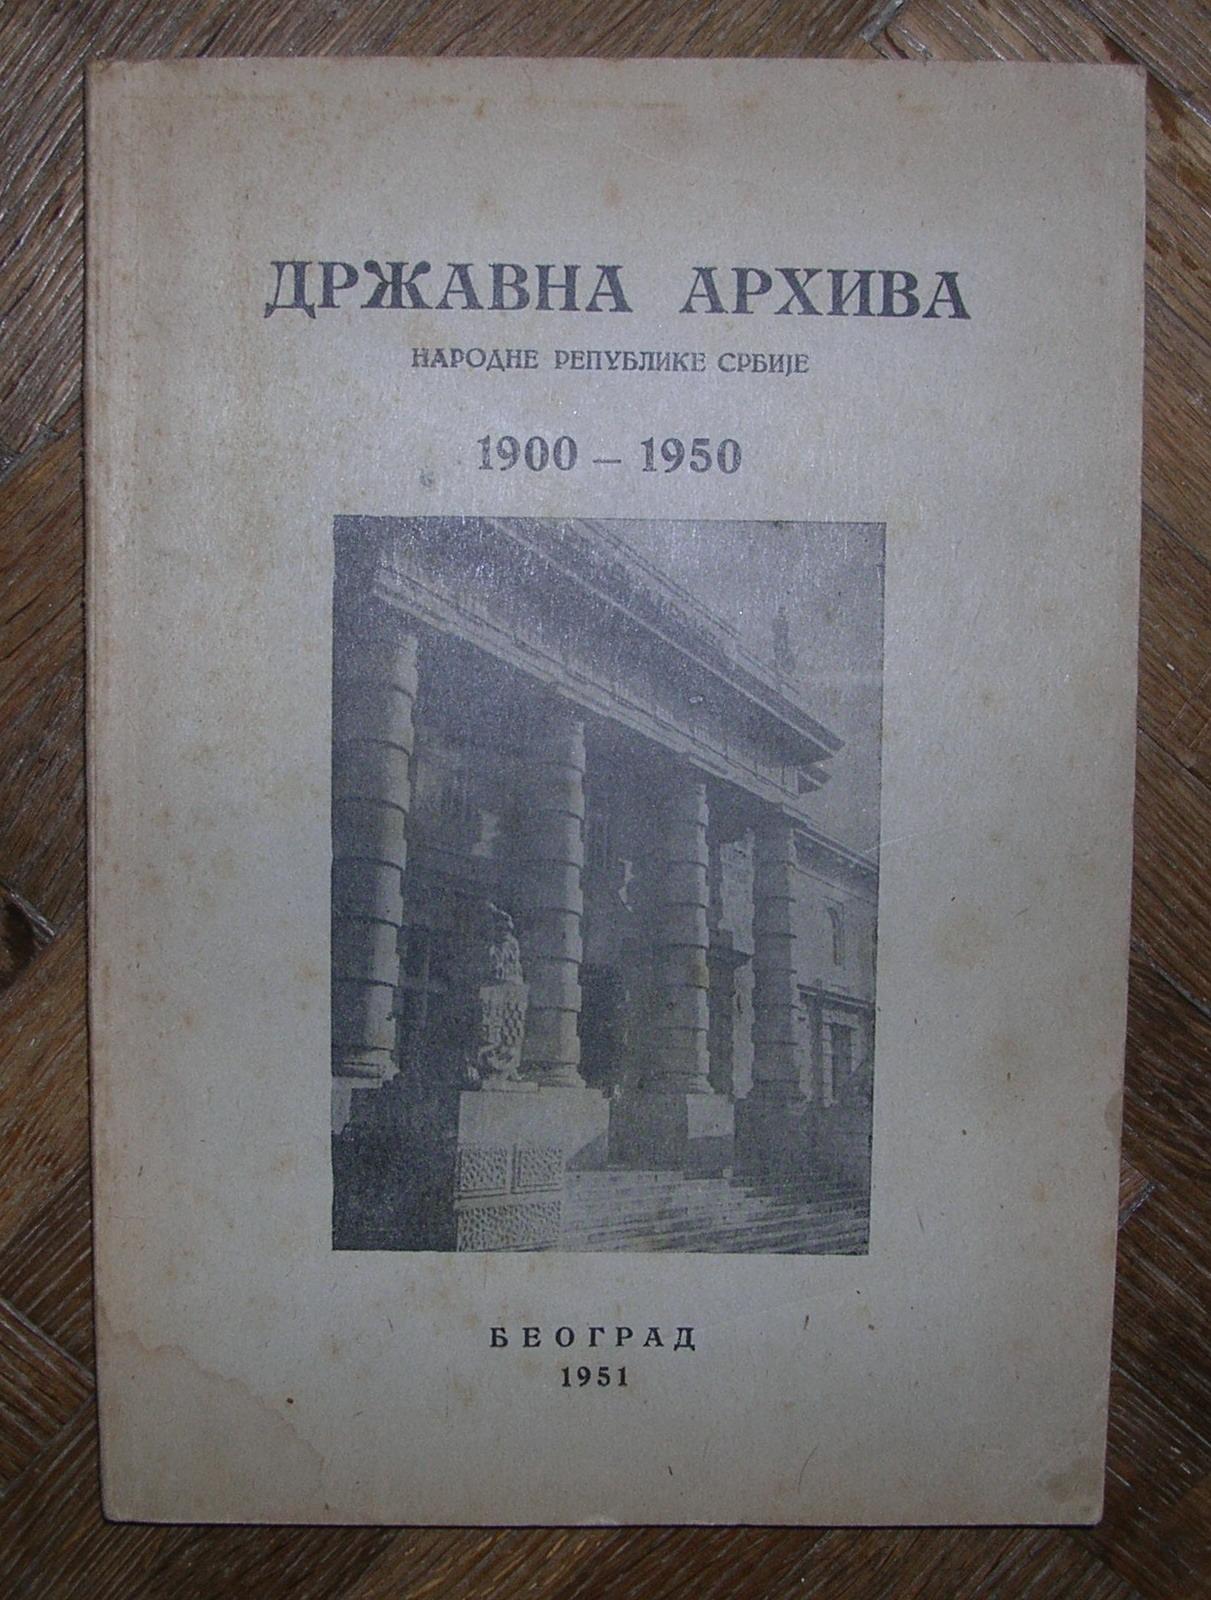 ДРЖАВНА АРХИВА
НАРОДНЕ РЕПУБЛИКЕ СРБИЈЕ
1900 – 1950
БЕОГРАД
1951